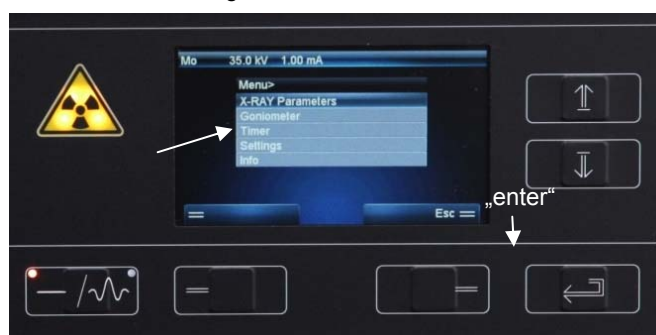 Mo 35.0 kV 1.00 mA
Menu>
X-RAY Parameters
Goniometer
Timer
Settings
Info
Esc
„enter“